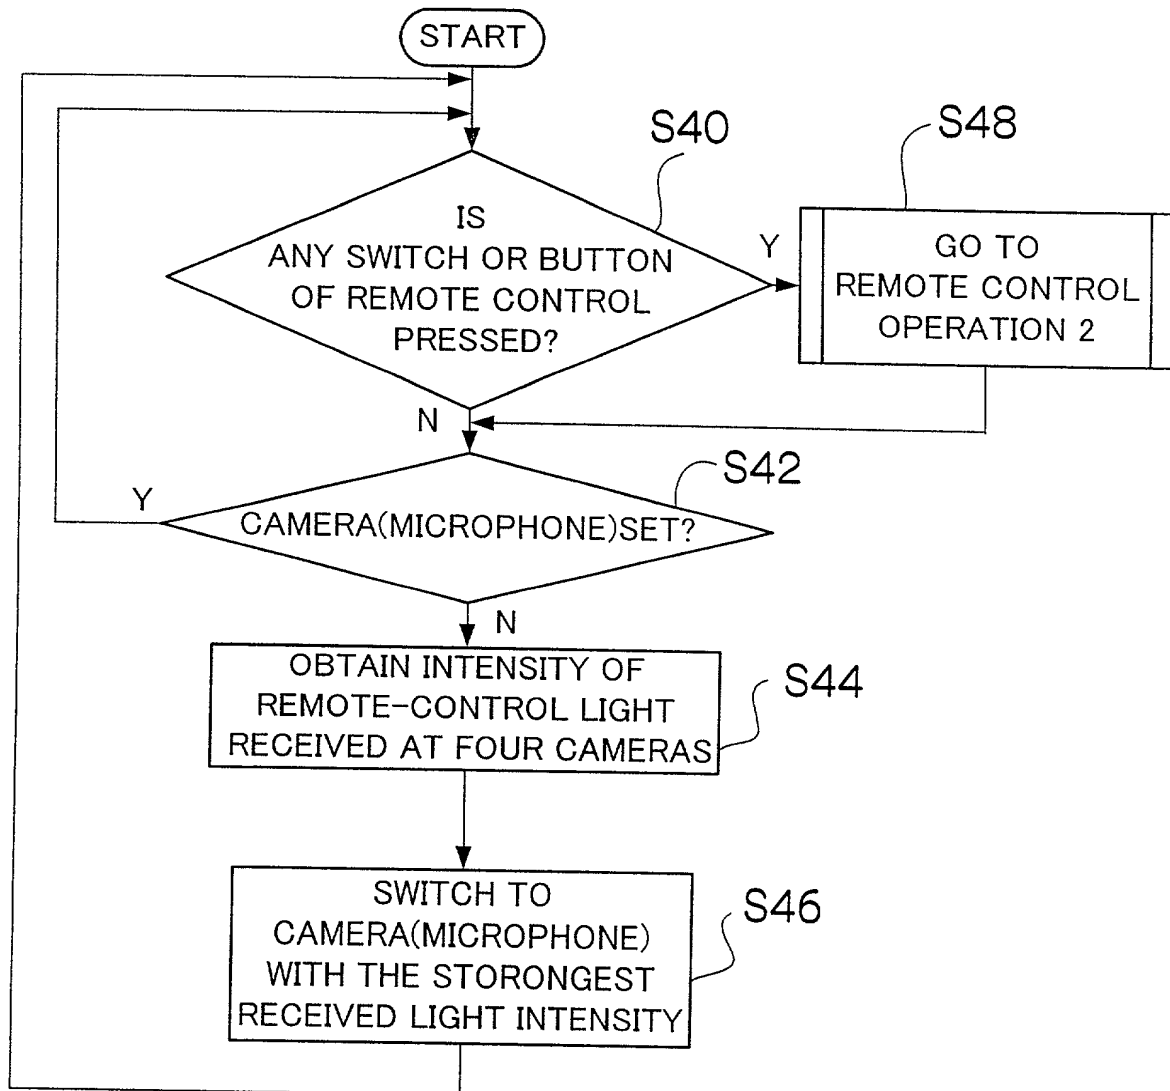 START
S40
S48
IS
ANY SWITCH OR BUTTON
OF REMOTE CONTROL
PRESSED?
Y
GO TO
REMOTE CONTROL
OPERATION 2
N
S42
Y
CAMERA(MICROPHONE)SET?
N
OBTAIN INTENSITY OF
REMOTE-CONTROL LIGHT
RECEIVED AT FOUR CAMERAS
S44
SWITCH TO
CAMERA(MICROPHONE)
WITH THE STORONGEST
RECEIVED LIGHT INTENSITY
S46